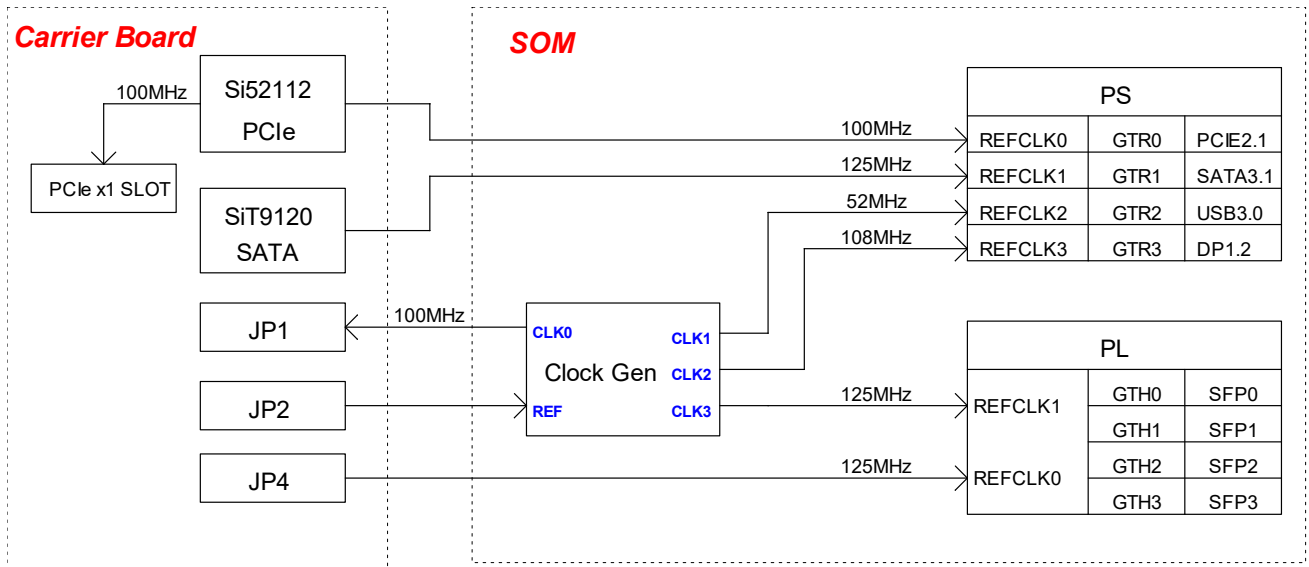 Carrier Board
SOM
100MHz
Si52112
PCIe
PCIe x1 SLOT
SiT9120
SATA
JP1
JP2
JP4
100MHz
CLK0
REF
Clock Gen
CLK1
CLK2
CLK3
100MHz
125MHz
52MHz
108MHz
125MHz
125MHz
PS
REFCLK0 GTR0 PCIE2.1
REFCLK1 GTR1 SATA3.1
REFCLK2 GTR2 USB3.0
REFCLK3 GTR3 DP1.2
PL
REFCLK1
GTH0 SFP0
GTH1 SFP1
REFCLK0
GTH2 SFP2
GTH3 SFP3